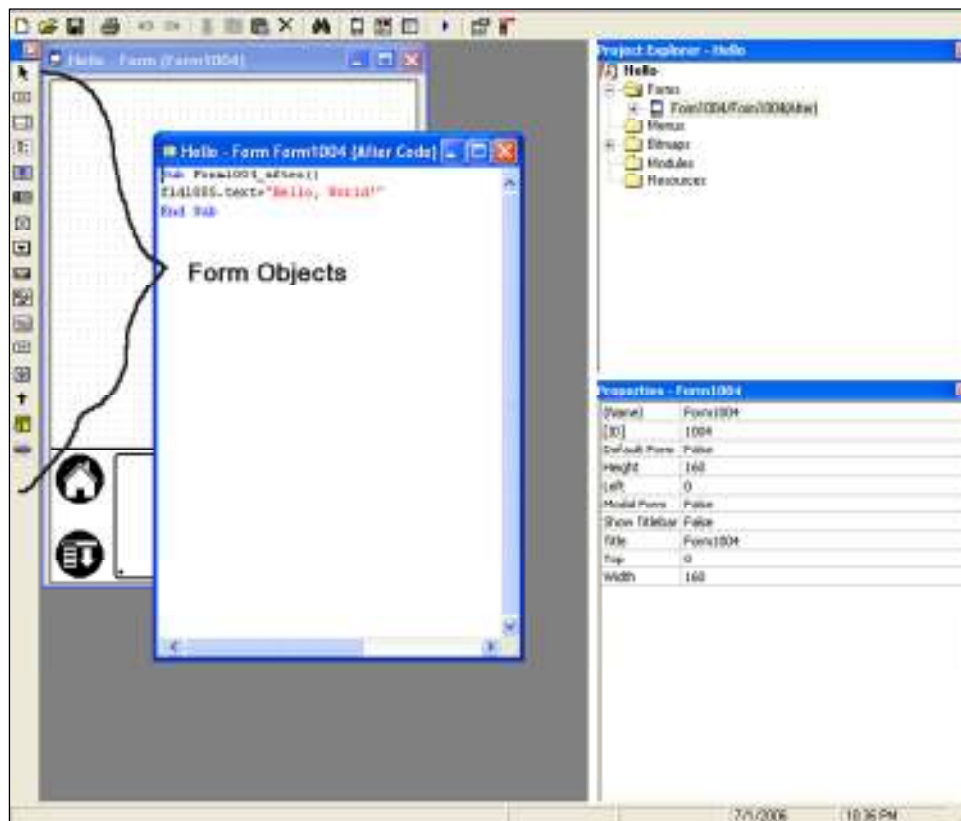 Hello - Form (Form1004)
Hello - Form Form1004 (After Code)
Sub Form1004_after()
fld1005.text="Hello, World!"
End Sub
Form Objects
Project Explorer - Hello
Hello
Forms
Form1004/Form1004(After)
Menus
Bitmaps
Modules
Resources
Properties - Form1004
(Name) Form1004
[ID] 1004
Default Form False
Height 160
Left 0
Modal Form False
Show Titlebar False
Title Form1004
Top 0
Width 160
7/1/2006 10:36 PM